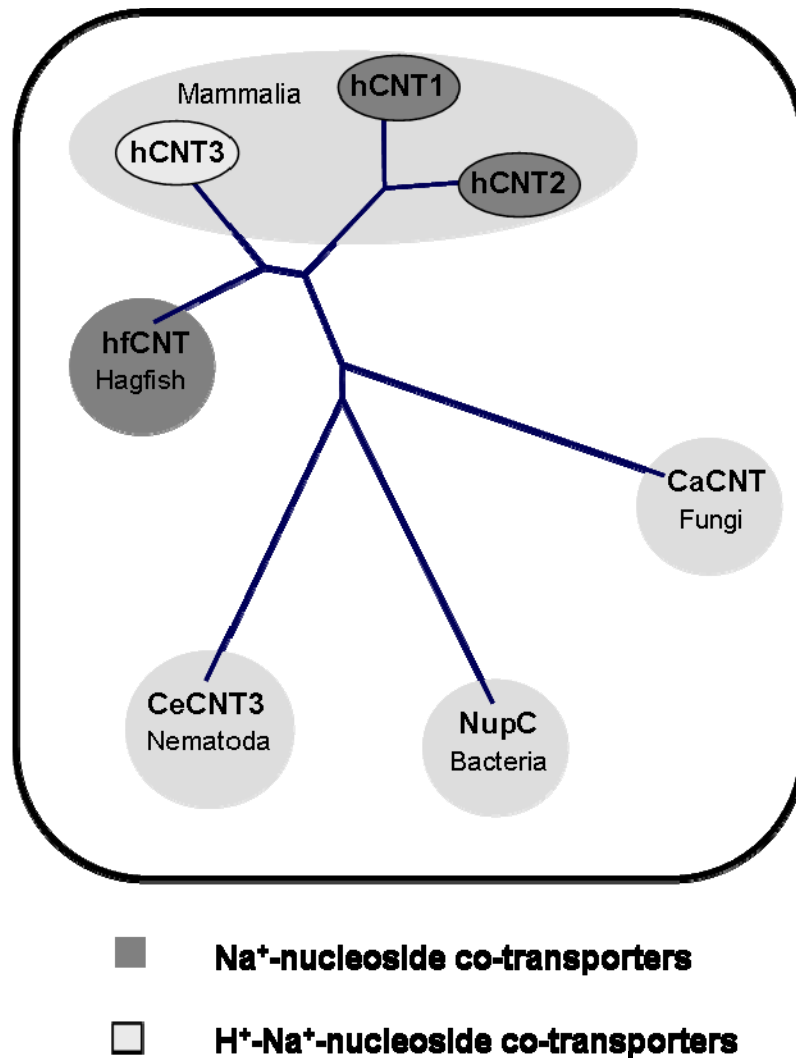 Mammalia
hCNT1
hCNT3
hCNT2
hfCNT
Hagfish
CaCNT
Fungi
CeCNT3
Nematoda
NupC
Bacteria
Na⁺-nucleoside co-transporters
H⁺-Na⁺-nucleoside co-transporters